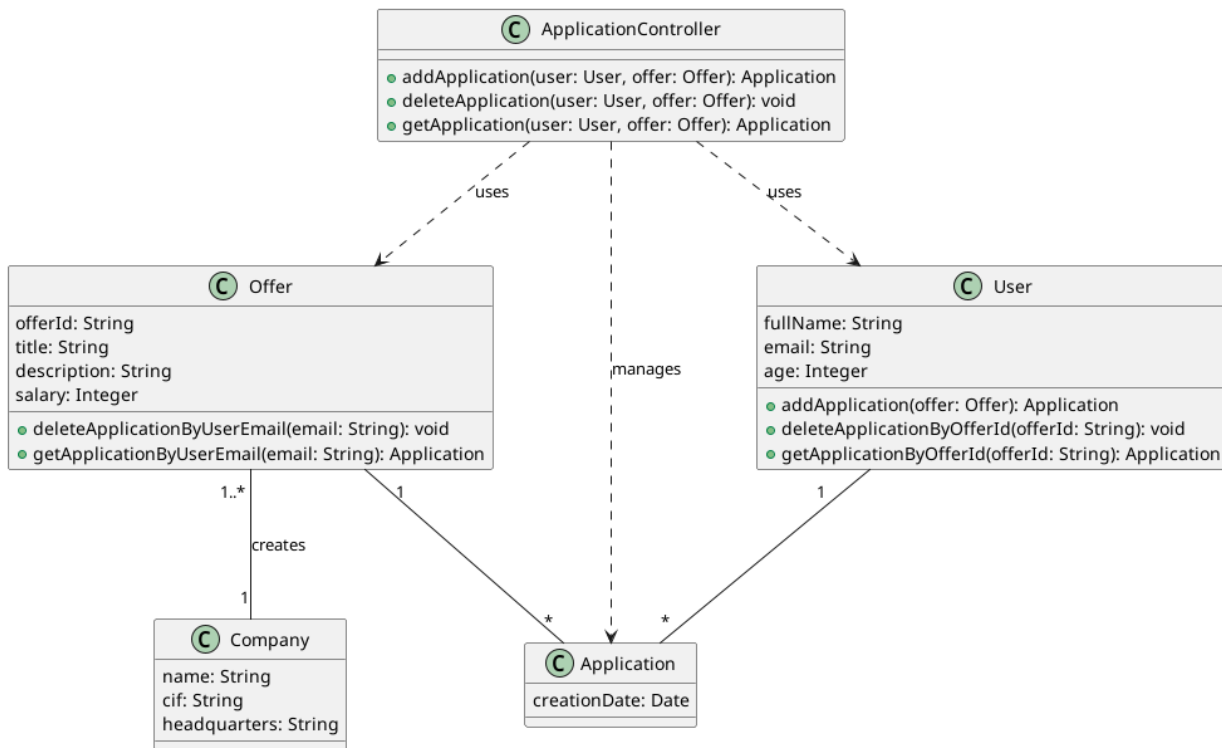 C ApplicationController
addApplication(user: User, offer: Offer): Application
deleteApplication(user: User, offer: Offer): void
getApplication(user: User, offer: Offer): Application
uses
uses
C Offer
offerId: String
title: String
description: String
salary: Integer
deleteApplicationByUserEmail(email: String): void
getApplicationByUserEmail(email: String): Application
manages
C User
fullName: String
email: String
age: Integer
addApplication(offer: Offer): Application
deleteApplicationByOfferId(offerId: String): void
getApplicationByOfferId(offerId: String): Application
1..*
1
1
creates
1
*
*
C Company
name: String
cif: String
headquarters: String
C Application
creationDate: Date